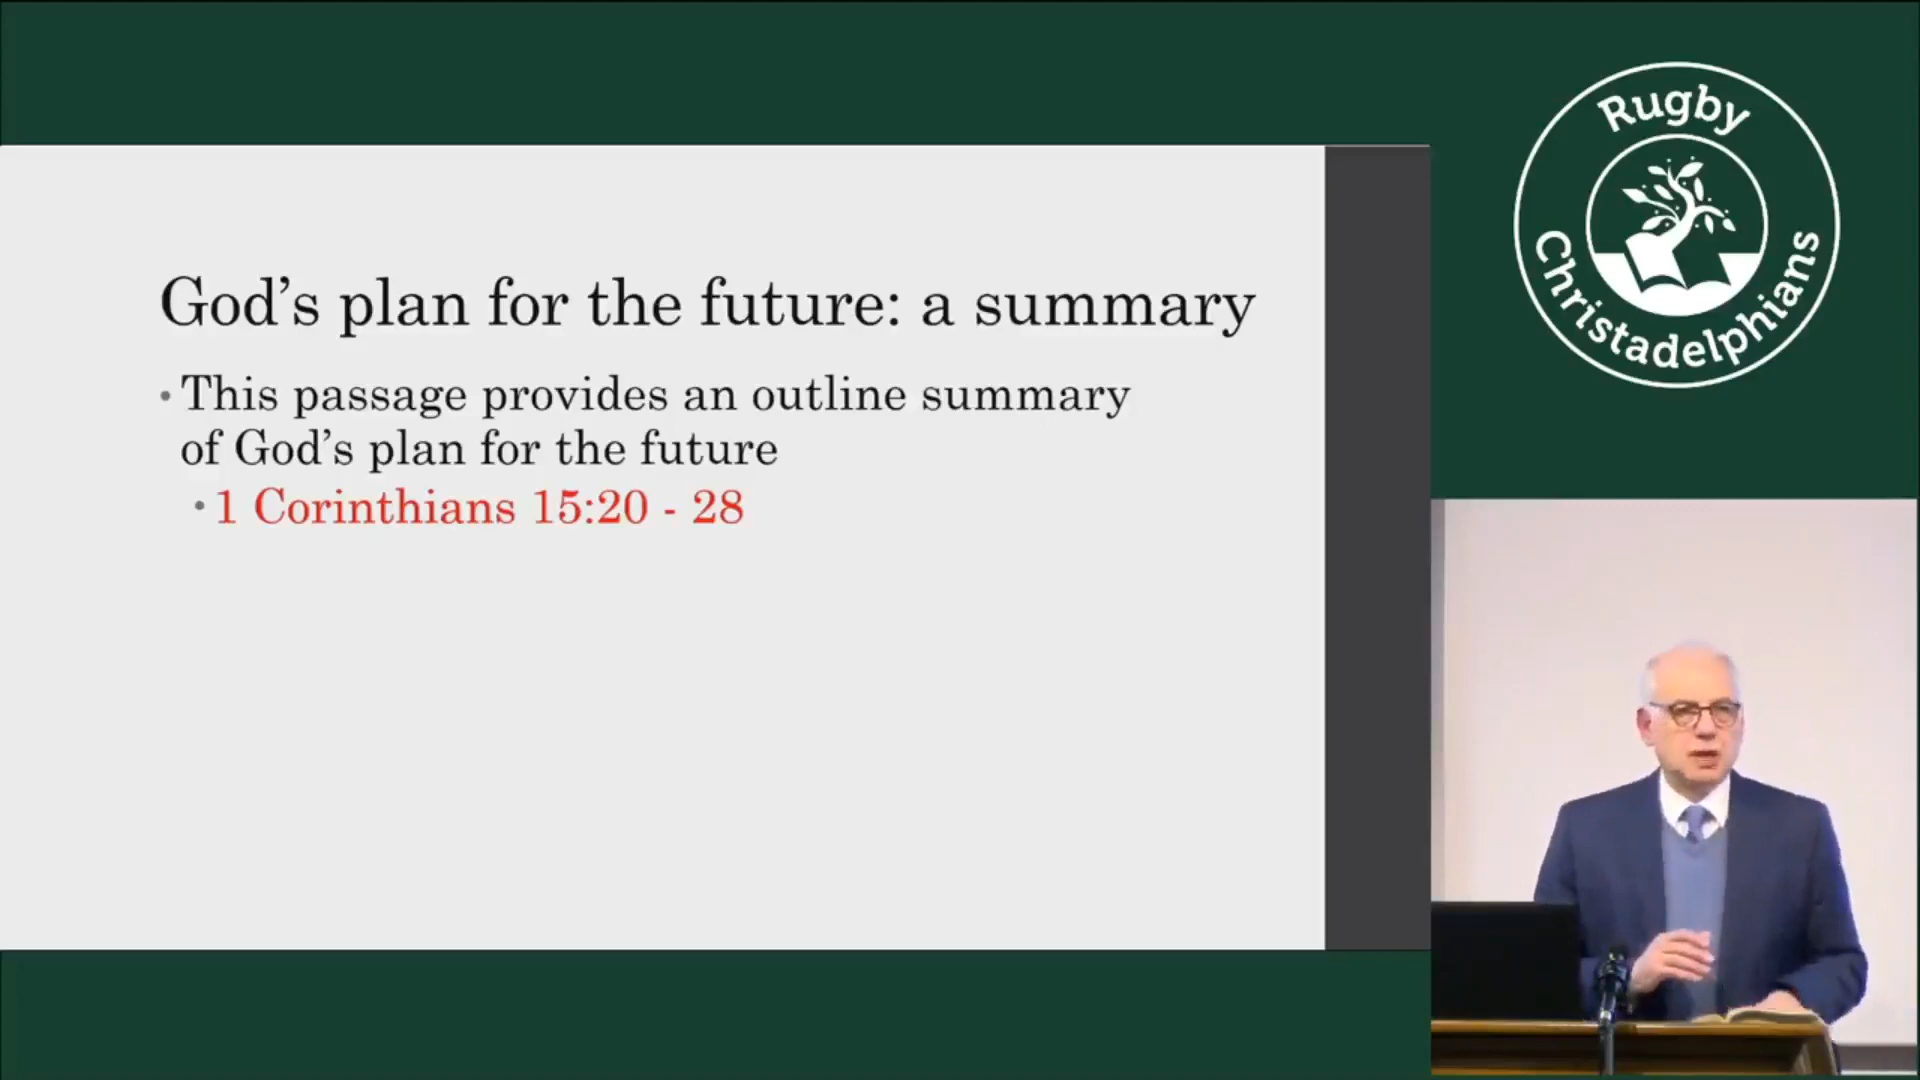 God's plan for the future: a summary
• This passage provides an outline summary
of God's plan for the future
• 1 Corinthians 15:20 - 28
Rugby
Christadelphians